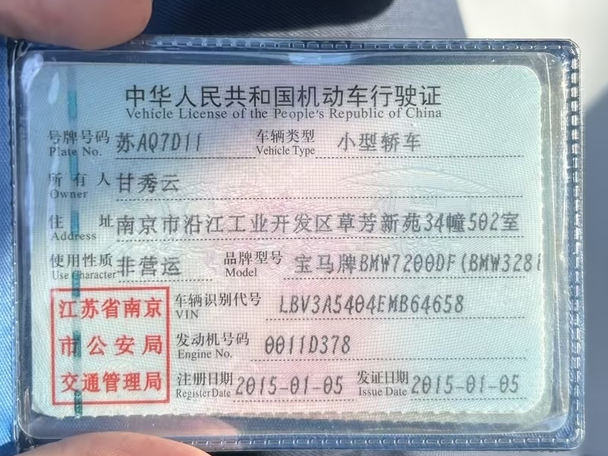 中华人民共和国机动车行驶证
Vehicle License of the People's Republic of China
号牌号码 苏AQ7D11 车辆类型 小型轿车
Plate No. Vehicle Type
所有人 甘秀云
Owner
住址 南京市沿江工业开发区草芳新苑34幢502室
Address
使用性质 非营运 品牌型号 宝马牌BMW7200DF(BMW328
Use Character Model
江苏省南京
市公安局
交通管理局
车辆识别代号 LBV3A5404EMB64658
VIN
发动机号码 0011D378
Engine No.
注册日期 2015-01-05 发证日期 2015-01-05
Register Date Issue Date